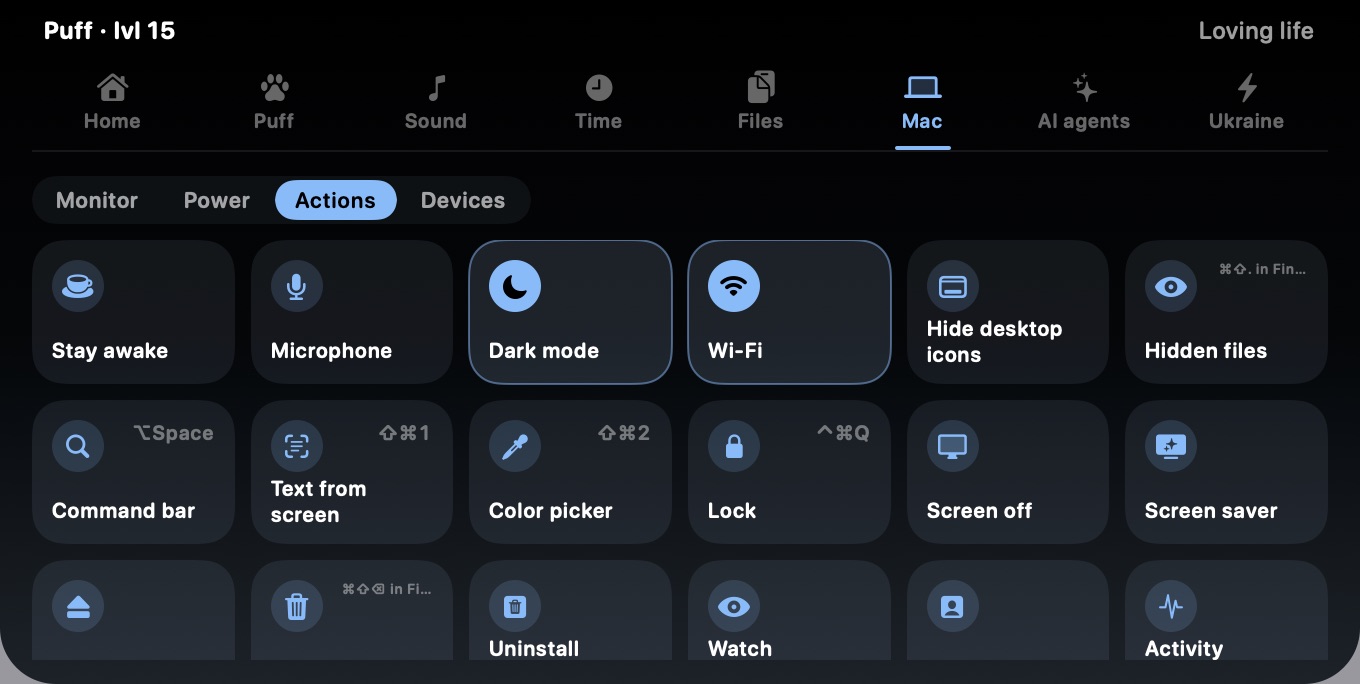 Puff · lvl 15
Loving life
Home
Puff
Sound
Time
Files
Mac
AI agents
Ukraine
Monitor
Power
Actions
Devices
Stay awake
Microphone
Dark mode
Wi-Fi
Hide desktop
icons
⌘⇧. in Fin...
Hidden files
⌥Space
Command bar
⇧⌘1
Text from
screen
⇧⌘2
Color picker
^⌘Q
Lock
Screen off
Screen saver
⌘⇧⌫ in Fi...
Uninstall
Watch
Activity